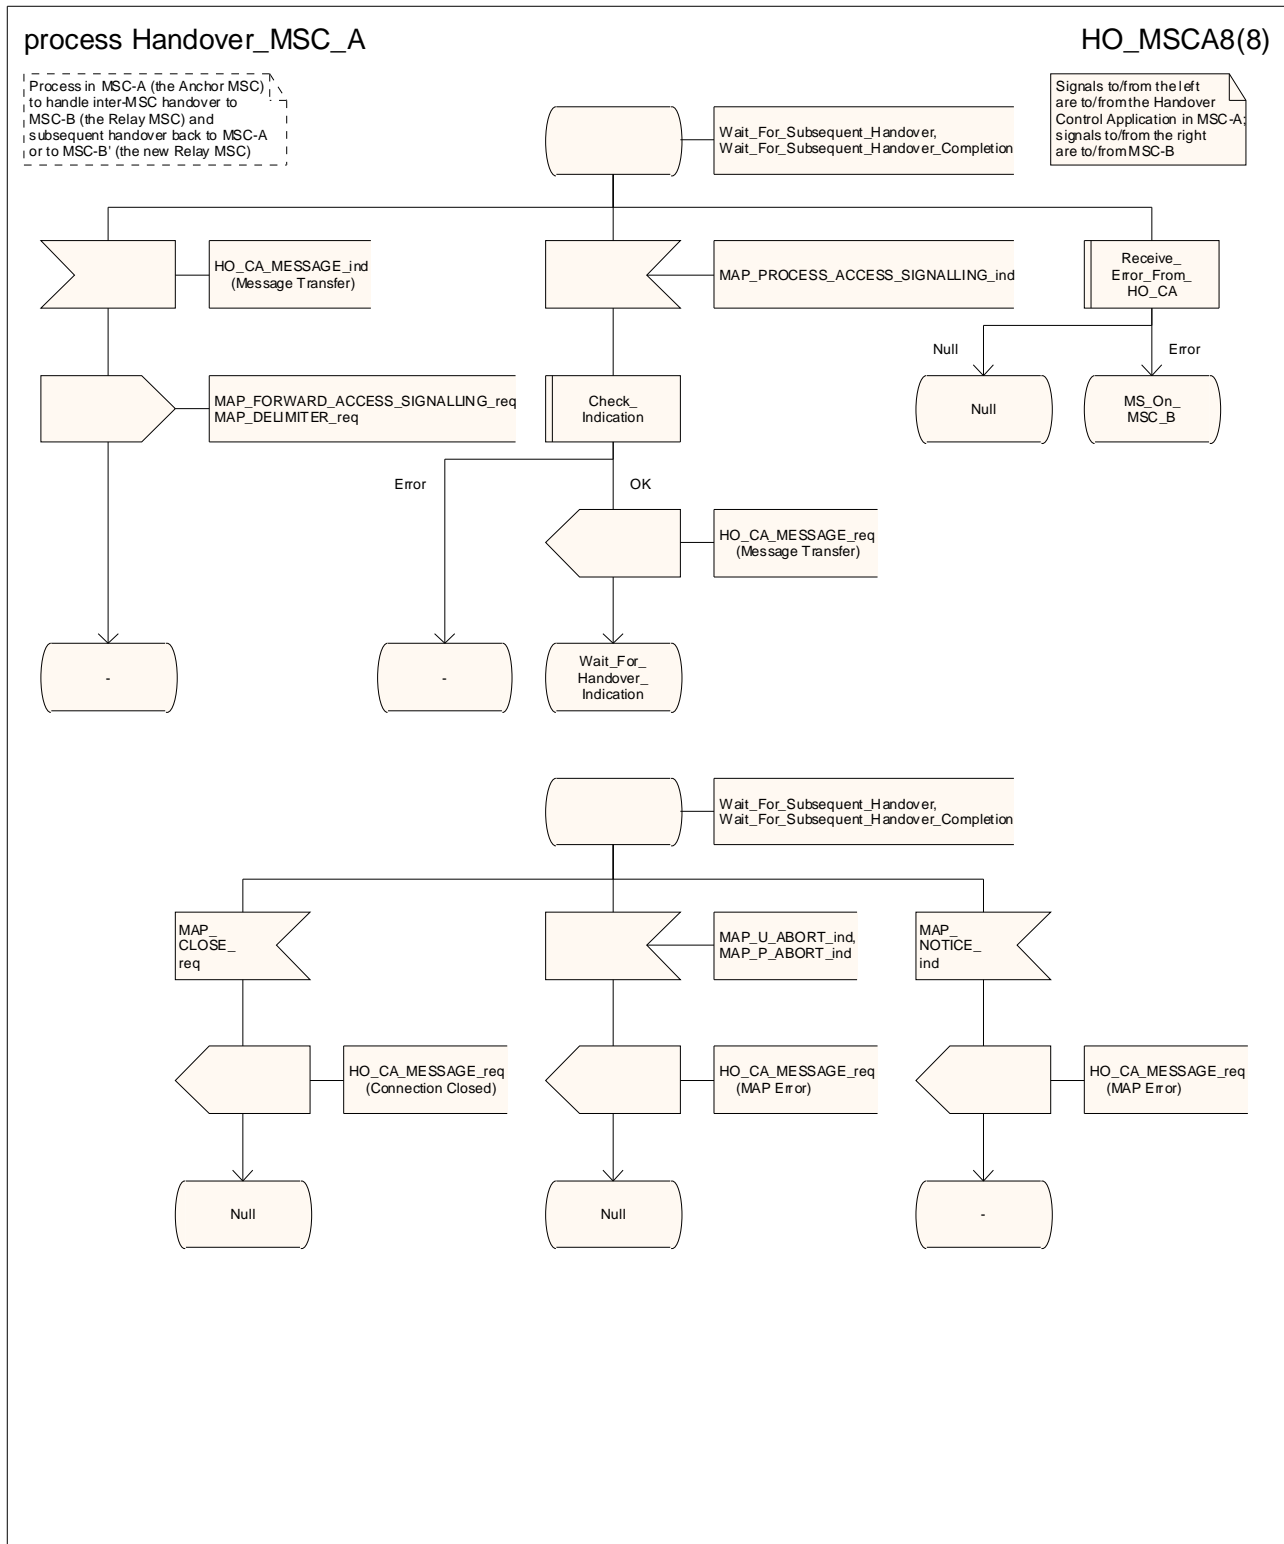 process Handover_MSC_A
HO_MSCA8(8)
Process in MSC-A (the Anchor MSC)
to handle inter-MSC handover to
MSC-B (the Relay MSC) and
subsequent handover back to MSC-A
or to MSC-B' (the new Relay MSC)
Signals to/from the left
are to/from the Handover
Control Application in MSC-A;
signals to/from the right
are to/from MSC-B
Wait_For_Subsequent_Handover,
Wait_For_Subsequent_Handover_Completion
HO_CA_MESSAGE_ind
(Message Transfer)
MAP_PROCESS_ACCESS_SIGNALLING_ind
Receive_
Error_From_
HO_CA
Null
Error
MAP_FORWARD_ACCESS_SIGNALLING_req
MAP_DELIMITER_req
Check_
Indication
Null
MS_On_
MSC_B
Error
OK
HO_CA_MESSAGE_req
(Message Transfer)
-
-
Wait_For_
Handover_
Indication
Wait_For_Subsequent_Handover,
Wait_For_Subsequent_Handover_Completion
MAP_
CLOSE_
req
MAP_U_ABORT_ind,
MAP_P_ABORT_ind
MAP_
NOTICE_
ind
HO_CA_MESSAGE_req
(Connection Closed)
HO_CA_MESSAGE_req
(MAP Error)
HO_CA_MESSAGE_req
(MAP Error)
Null
Null
-